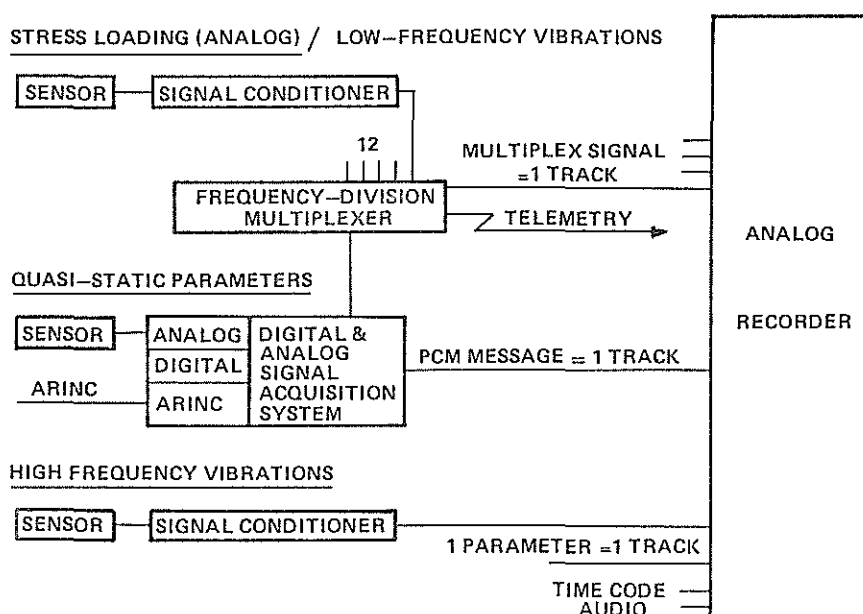 STRESS LOADING (ANALOG) / LOW-FREQUENCY VIBRATIONS
SENSOR
SIGNAL CONDITIONER
12
MULTIPLEX SIGNAL
=1 TRACK
FREQUENCY-DIVISION
MULTIPLEXER
TELEMETRY
ANALOG
RECORDER
QUASI-STATIC PARAMETERS
SENSOR
ANALOG
DIGITAL
ARINC
ARINC
DIGITAL &
ANALOG
SIGNAL
ACQUISITION
SYSTEM
PCM MESSAGE = 1 TRACK
HIGH FREQUENCY VIBRATIONS
SENSOR
SIGNAL CONDITIONER
1 PARAMETER =1 TRACK
TIME CODE
AUDIO